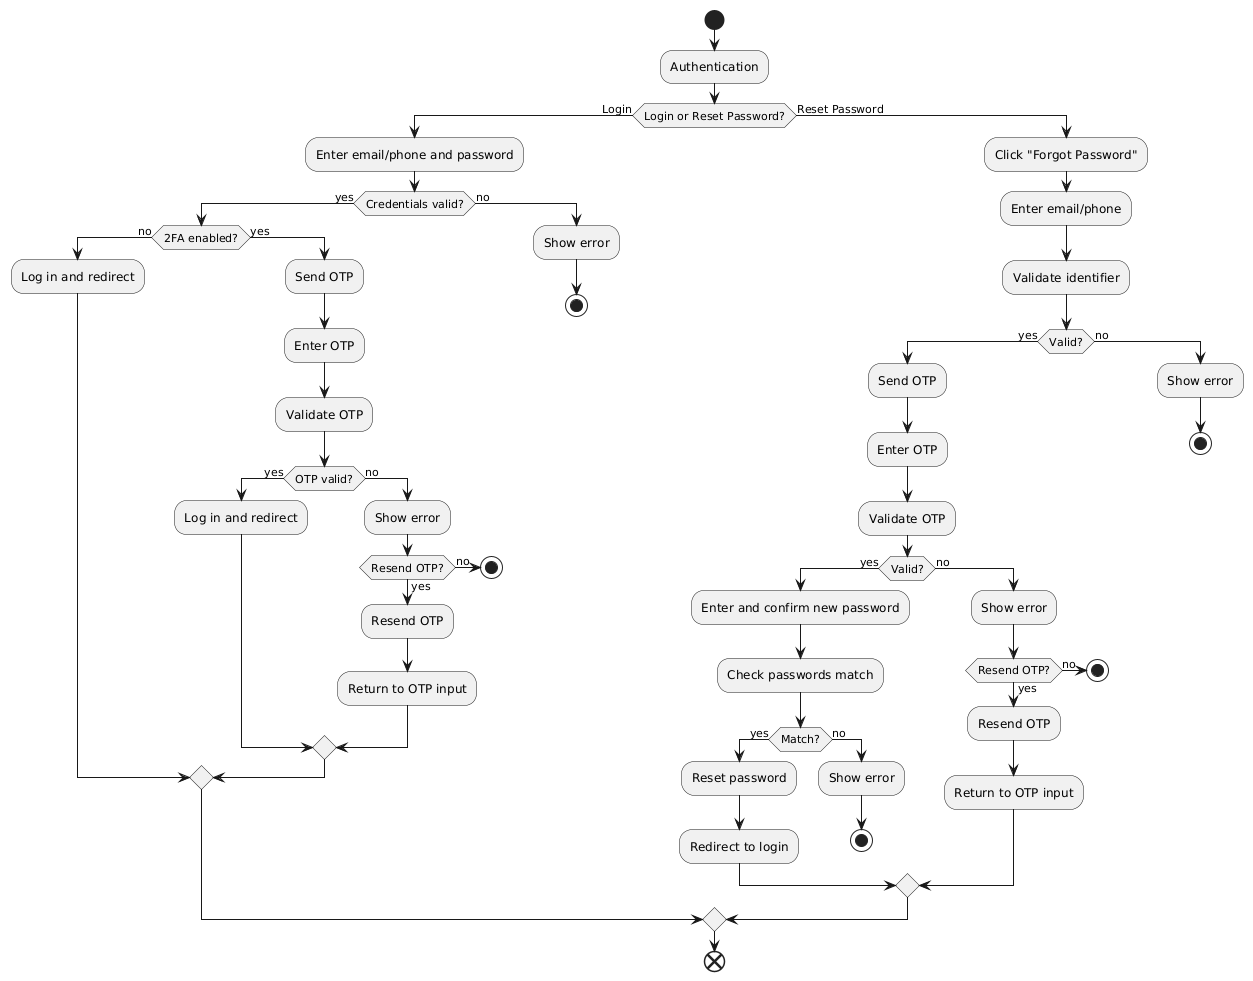 Authentication
Login
Login or Reset Password?
Reset Password
Enter email/phone and password
yes
Credentials valid?
no
no
2FA enabled?
yes
Show error
Log in and redirect
Send OTP
Enter OTP
Validate OTP
yes
OTP valid?
no
Log in and redirect
Show error
Resend OTP?
no
yes
Resend OTP
Return to OTP input
Click "Forgot Password"
Enter email/phone
Validate identifier
yes
Valid?
no
Send OTP
Show error
Enter OTP
Validate OTP
yes
Valid?
no
Enter and confirm new password
Show error
Check passwords match
Resend OTP?
no
yes
yes
Match?
no
Resend OTP
Reset password
Show error
Return to OTP input
Redirect to login